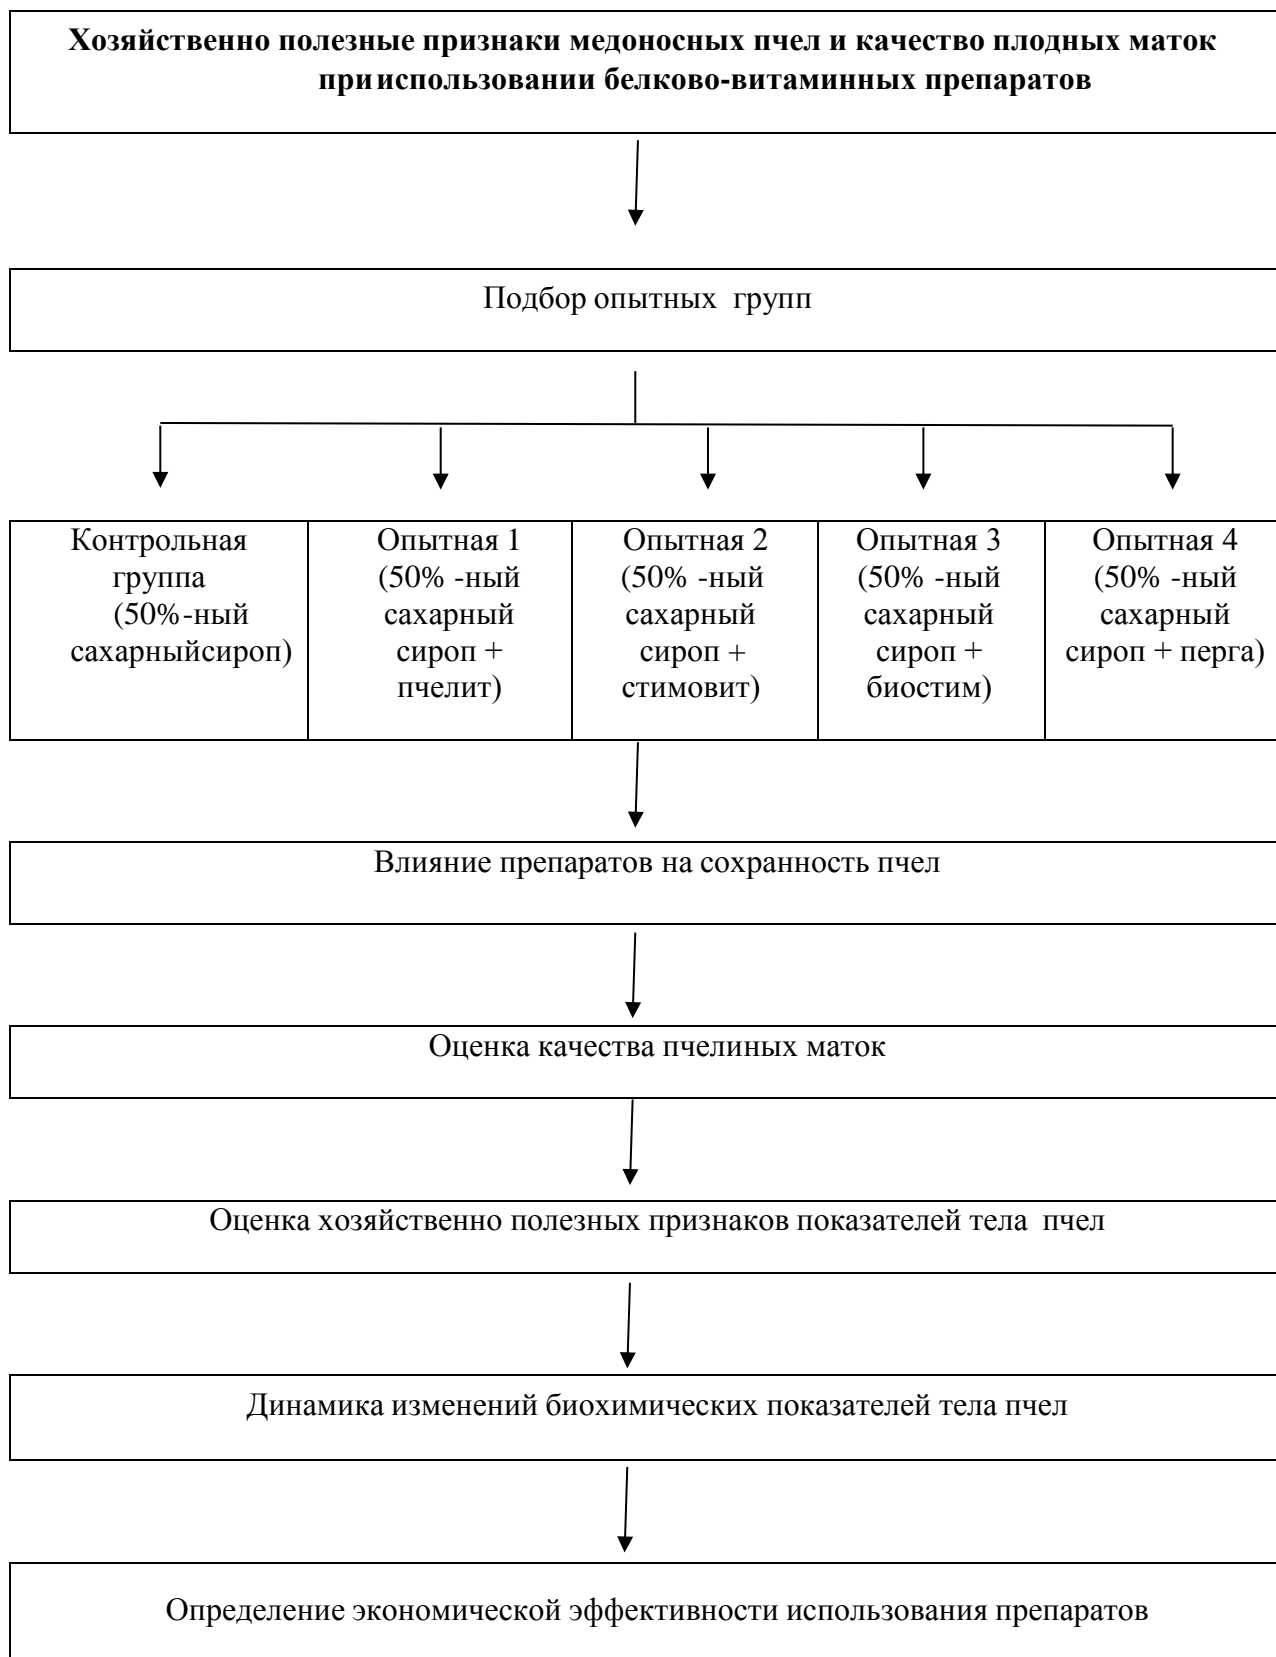 Хозяйственно полезные признаки медоносных пчел и качество плодных маток
прииспользовании белково-витаминных препаратов
Подбор опытных групп
Контрольная
группа
(50%-ный
сахарныйсироп)
Опытная 1
(50% -ный
сахарный
сироп +
пчелит)
Опытная 2
(50% -ный
сахарный
сироп +
стимовит)
Опытная 3
(50% -ный
сахарный
сироп +
биостим)
Опытная 4
(50% -ный
сахарный
сироп + перга)
Влияние препаратов на сохранность пчел
Оценка качества пчелиных маток
Оценка хозяйственно полезных признаков показателей тела пчел
Динамика изменений биохимических показателей тела пчел
Определение экономической эффективности использования препаратов